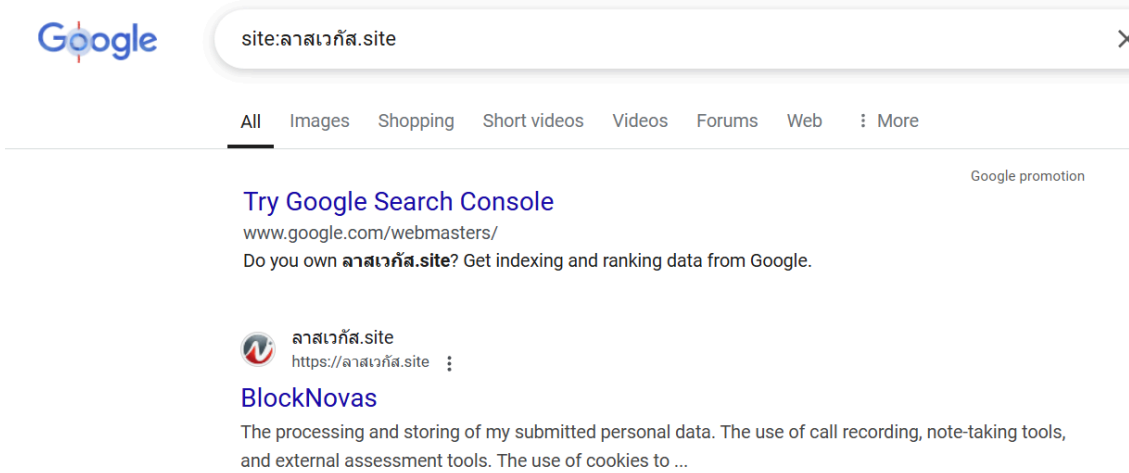 Google
site:ลาสเวกัส.site
All Images Shopping Short videos Videos Forums Web More
Google promotion
Try Google Search Console
www.google.com/webmasters/
Do you own ลาสเวกัส.site? Get indexing and ranking data from Google.
ลาสเวกัส.site
https://ลาสเวกัส.site
BlockNovas
The processing and storing of my submitted personal data. The use of call recording, note-taking tools,
and external assessment tools. The use of cookies to ...